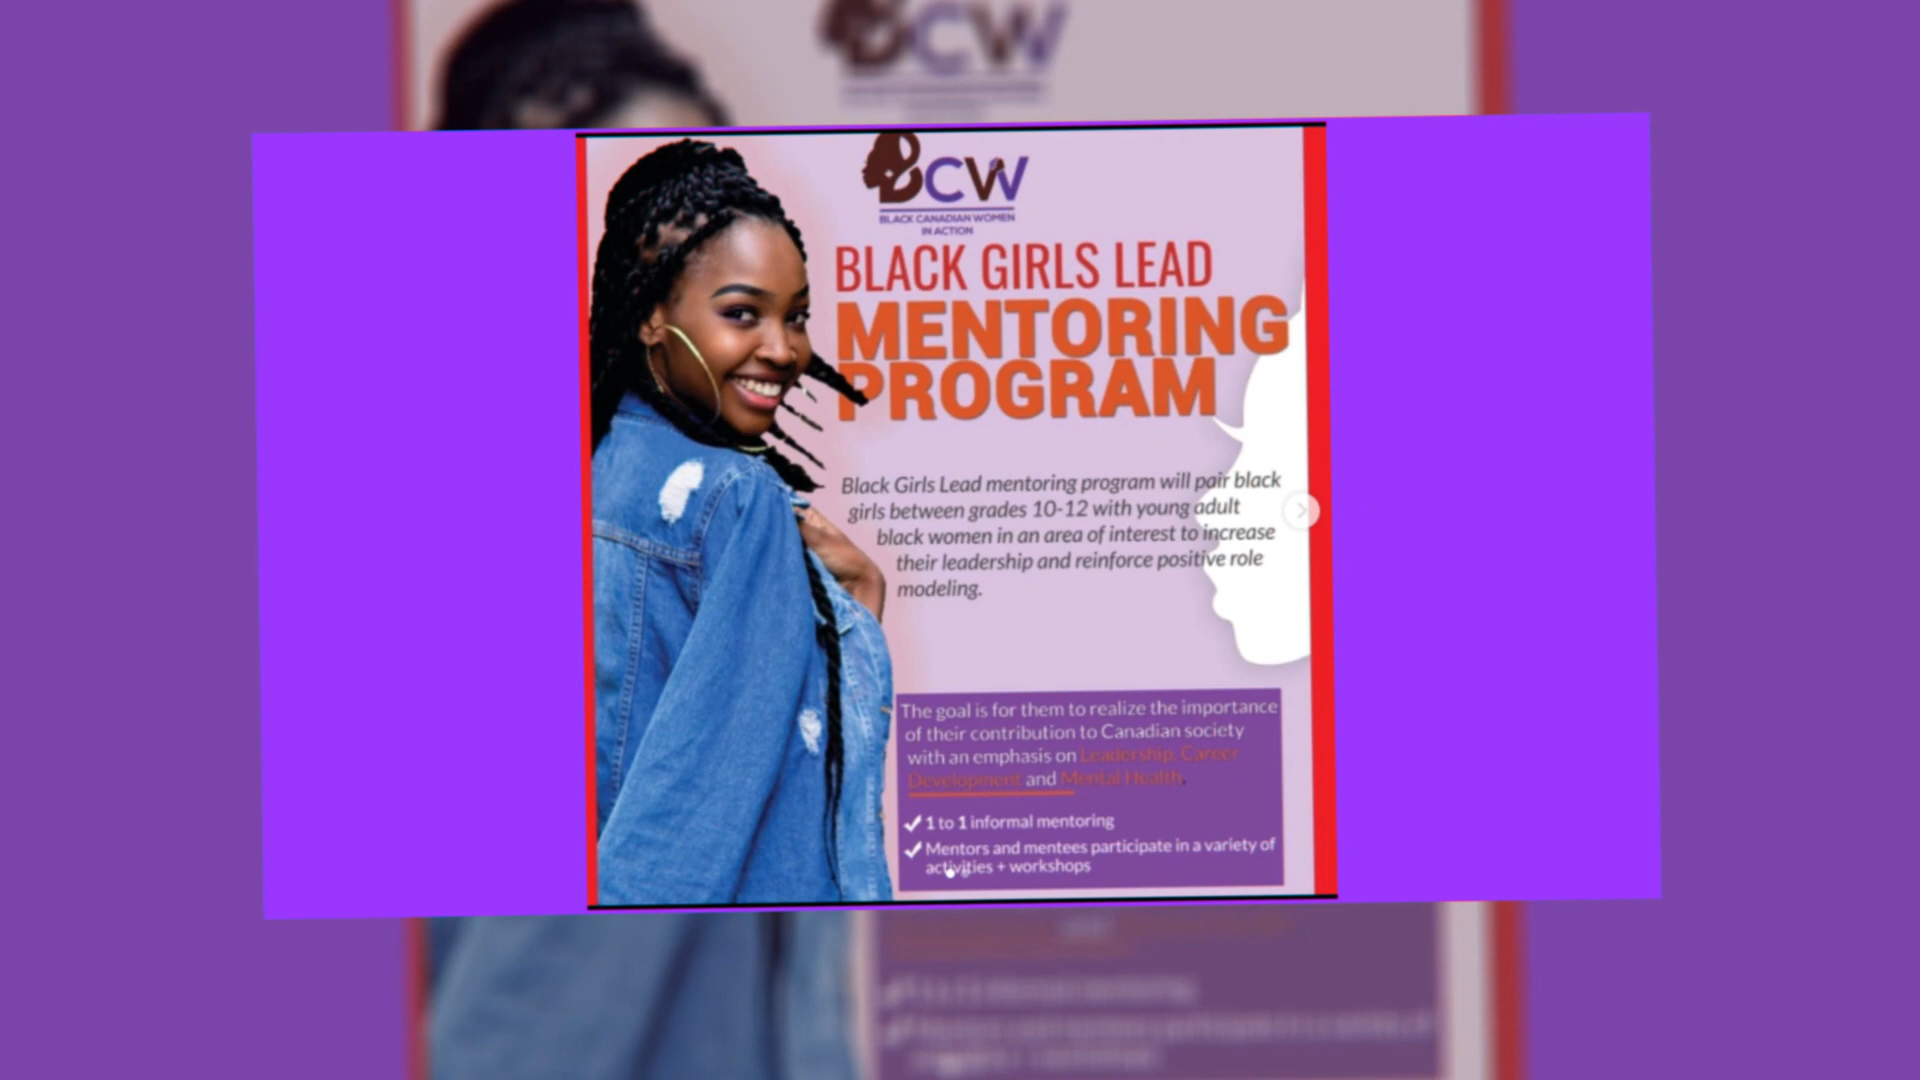 BCW
BLACK CANADIAN WOMEN
IN ACTION
BLACK GIRLS LEAD
MENTORING
PROGRAM
Black Girls Lead mentoring program will pair black
girls between grades 10-12 with young adult
black women in an area of interest to increase
their leadership and reinforce positive role
modeling.
The goal is for them to realize the importance
of their contribution to Canadian society
with an emphasis on Leadership, Career
Development and Mental Health.
1 to 1 informal mentoring
Mentors and mentees participate in a variety of
activities + workshops